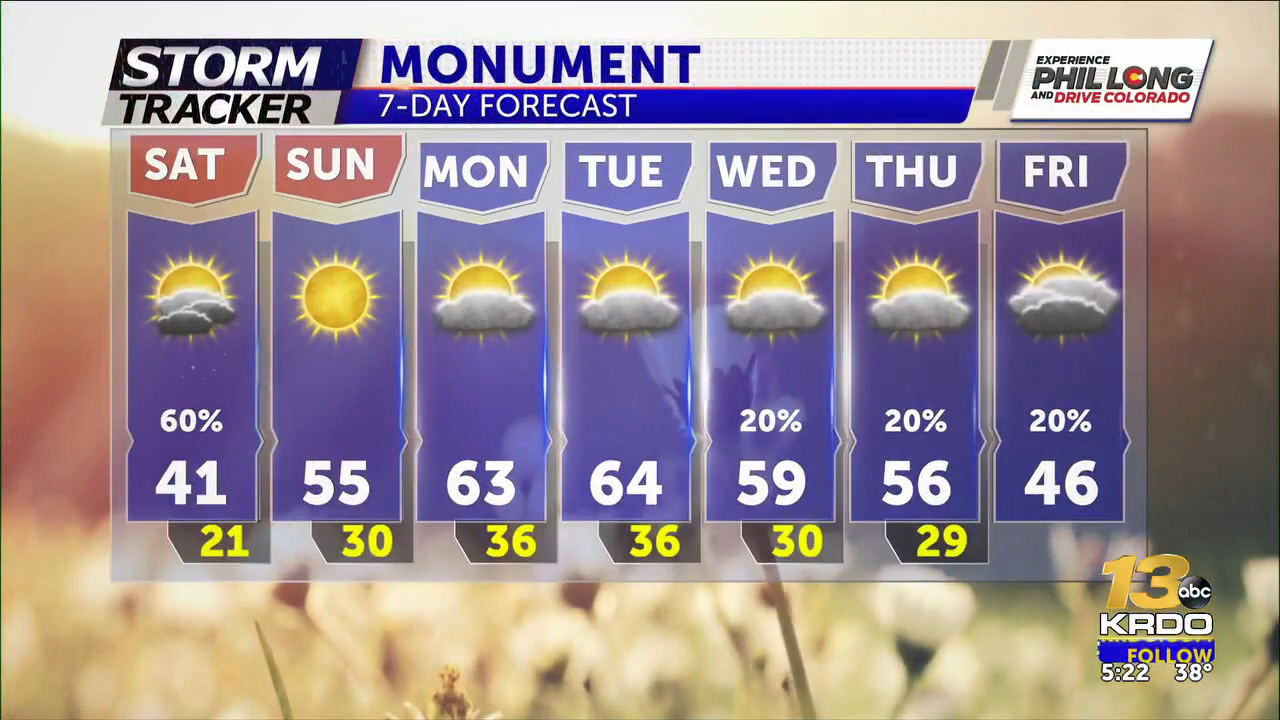 STORM
TRACKER
MONUMENT
7-DAY FORECAST
EXPERIENCE
PHIL LONG
AND DRIVE COLORADO
SAT SUN MON TUE WED THU FRI
60% 20% 20% 20%
41 55 63 64 59 56 46
21 30 36 36 30 29
13 abc
KRDO
FOLLOW
5:22 38°